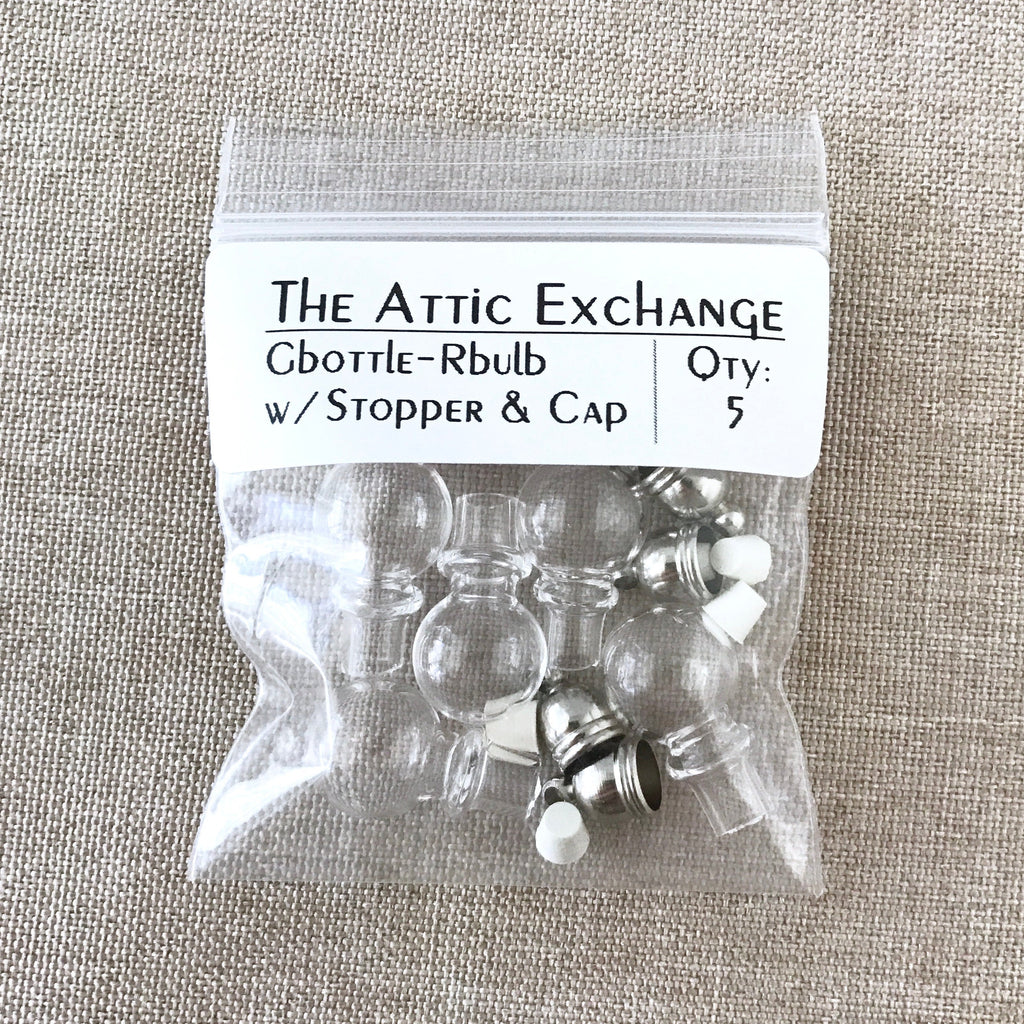 The Attic Exchange
Gbottle-Rbulb
w/ Stopper & Cap
Qty:
5